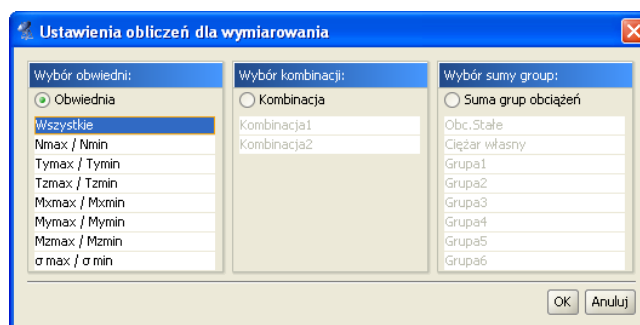 Ustawienia obliczeń dla wymiarowania
Wybór obwiedni:
Obwiednia
Wszystkie
Nmax / Nmin
Tymax / Tymin
Tzmax / Tzmin
Mxmax / Mxmin
Mymax / Mymin
Mzmax / Mzmin
σ max / σ min
Wybór kombinacji:
Kombinacja
Kombinacja1
Kombinacja2
Wybór sumy group:
Suma grup obciążeń
Obc.Stałe
Ciężar własny
Grupa1
Grupa2
Grupa3
Grupa4
Grupa5
Grupa6
OK
Anuluj